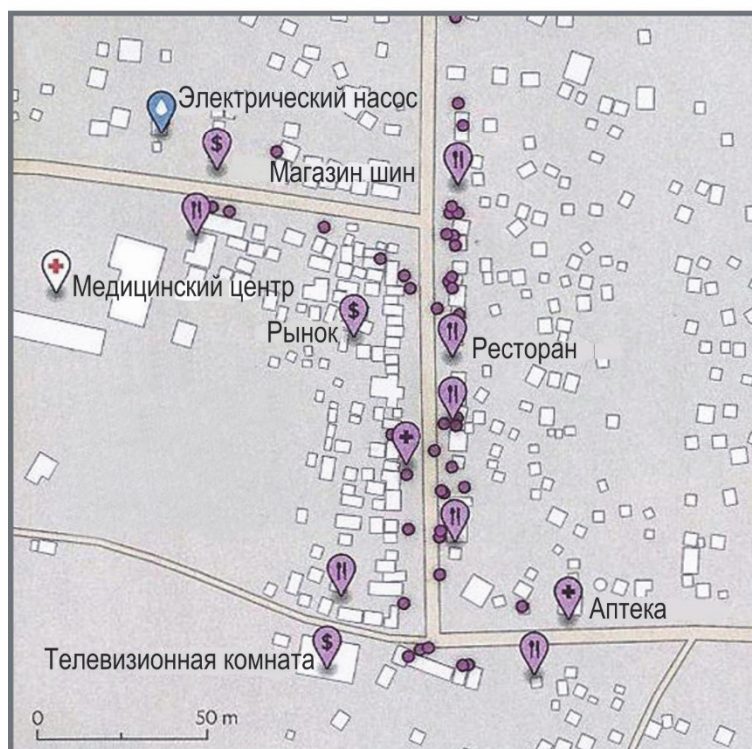 Электрический насос
$
Магазин шин
Медицинский центр
$
Рынок
Ресторан
Аптека
$
Телевизионная комната
0 50 m